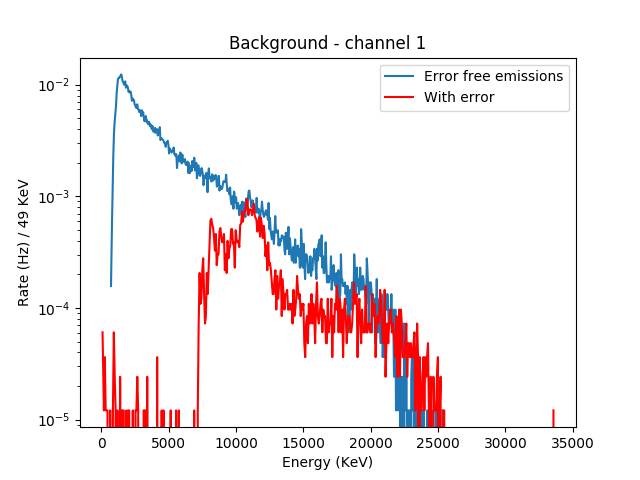 Background - channel 1
Error free emissions
With error
10⁻²
10⁻³
10⁻⁴
10⁻⁵
Rate (Hz) / 49 KeV
0 5000 10000 15000 20000 25000 30000 35000
Energy (KeV)